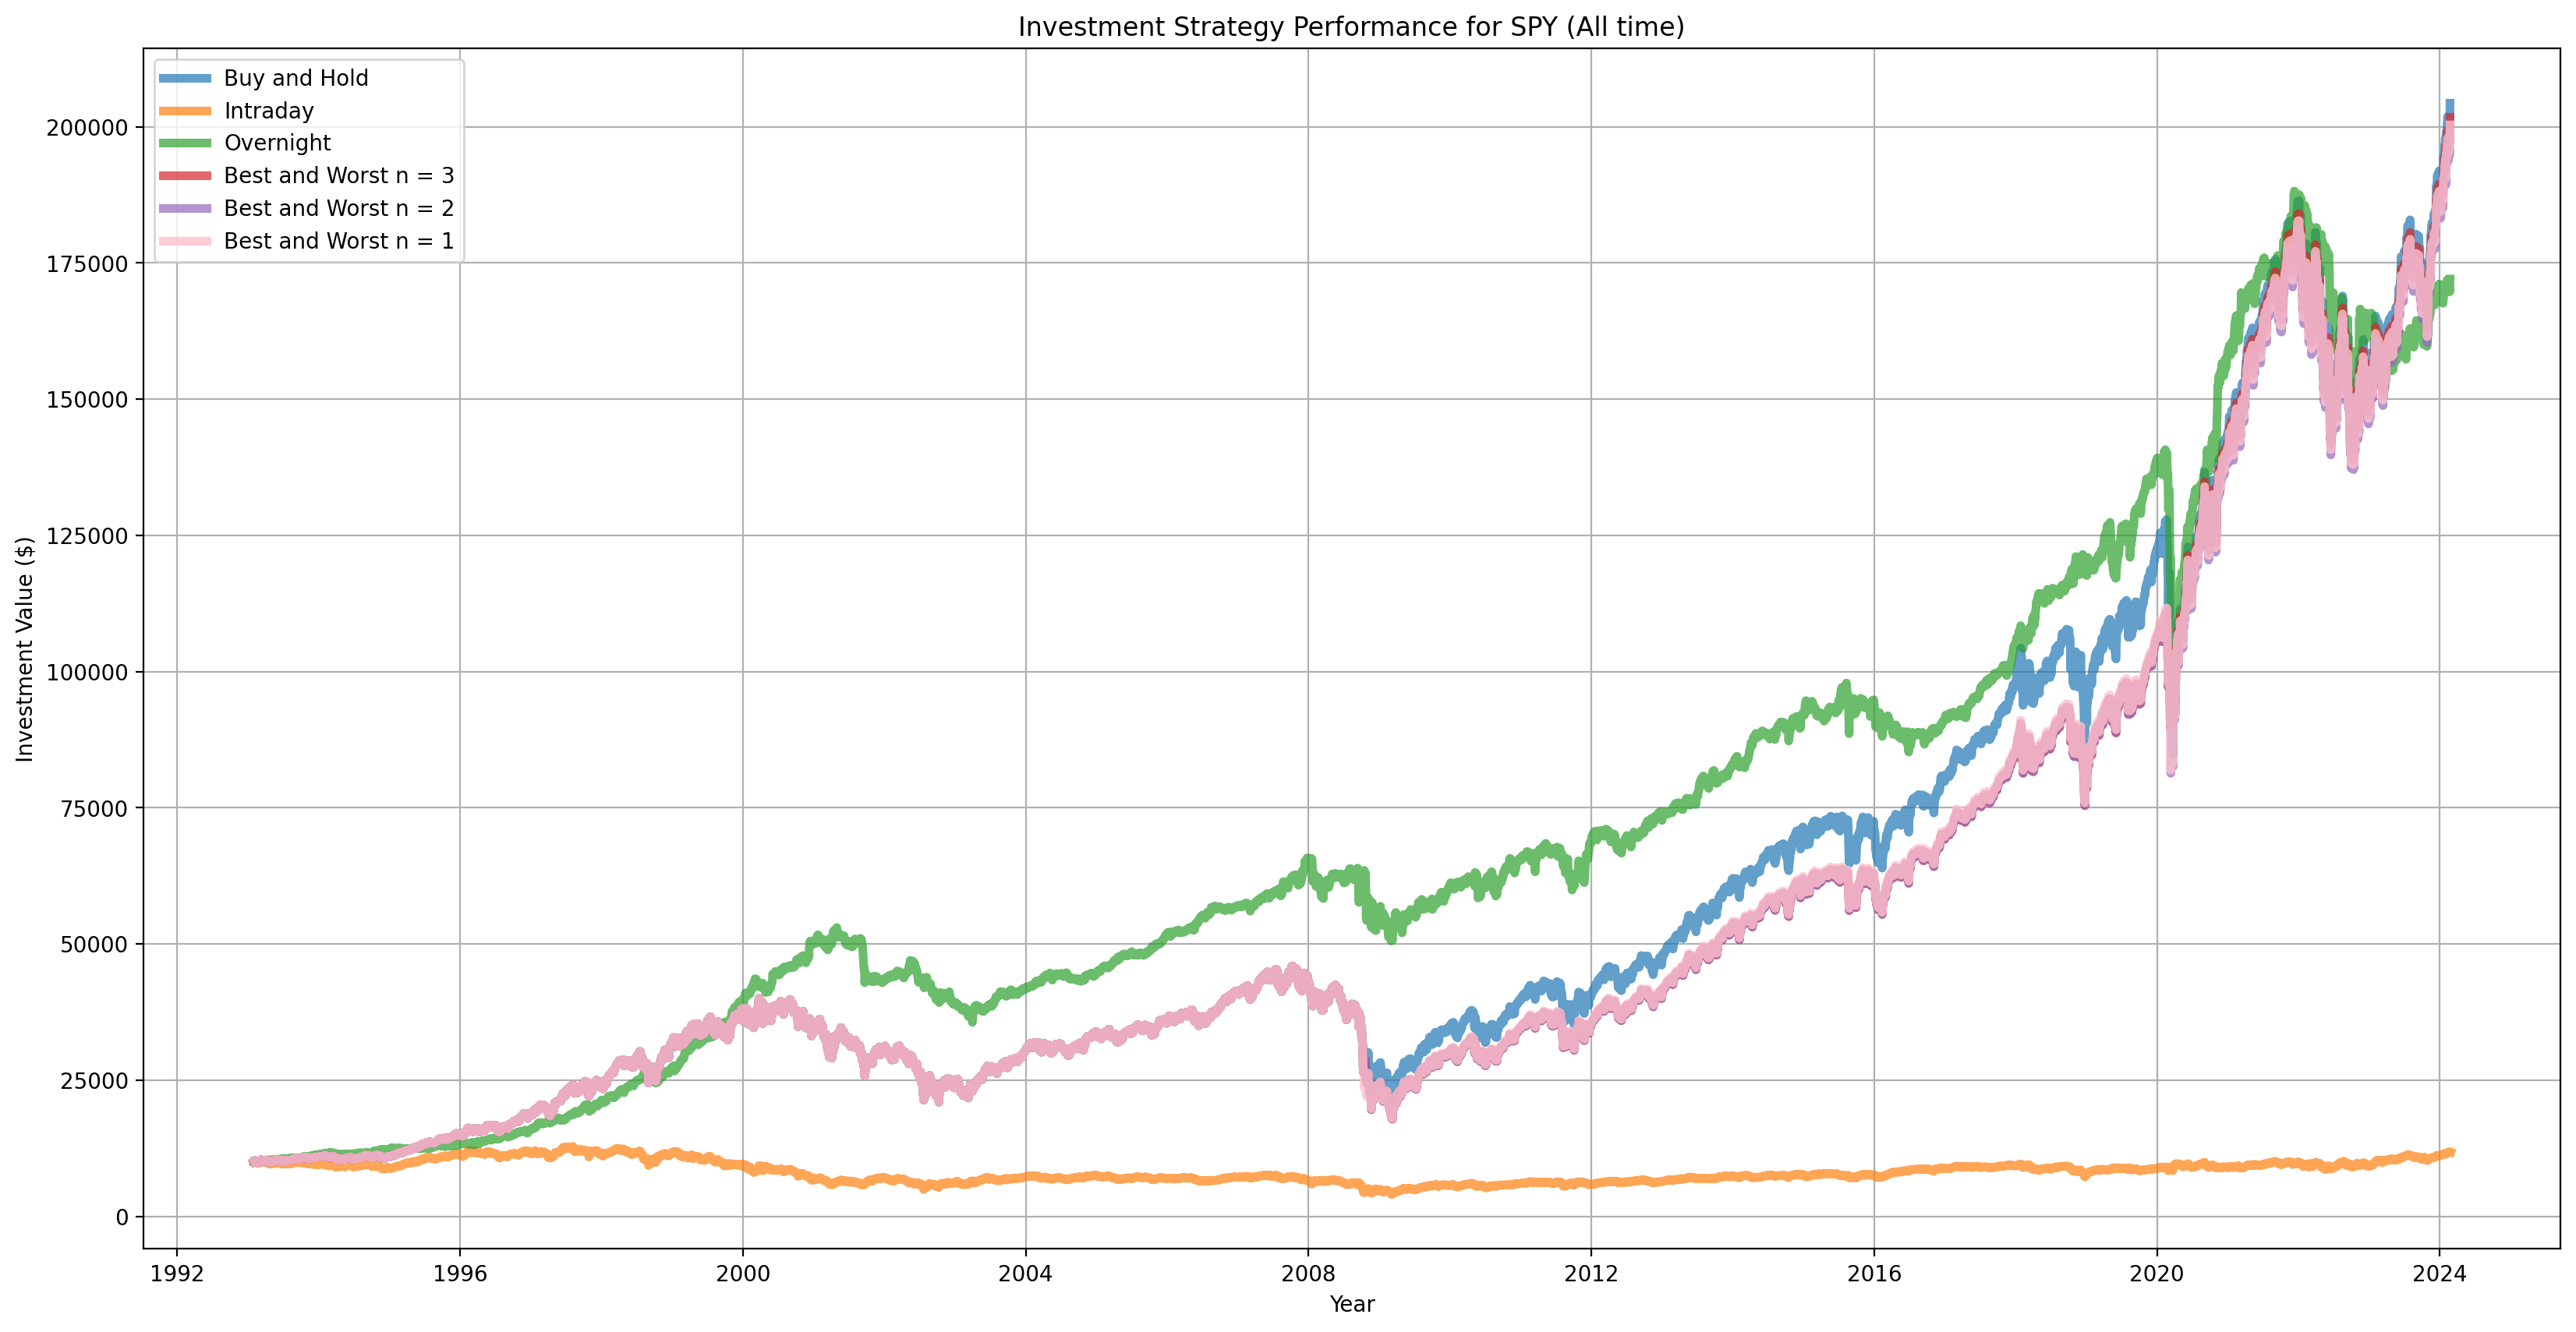 Investment Strategy Performance for SPY (All time)
Buy and Hold
Intraday
Overnight
Best and Worst n = 3
Best and Worst n = 2
Best and Worst n = 1
200000
175000
150000
125000
100000
75000
50000
25000
0
Investment Value ($)
1992 1996 2000 2004 2008 2012 2016 2020 2024
Year